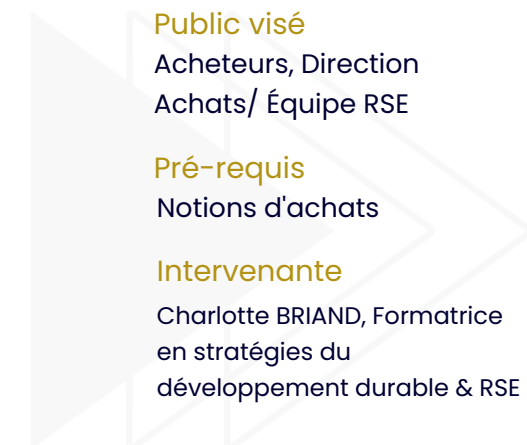 Public visé
Acheteurs, Direction
Achats/ Équipe RSE
Pré-requis
Notions d'achats
Intervenante
Charlotte BRIAND, Formatrice
en stratégies du
développement durable & RSE